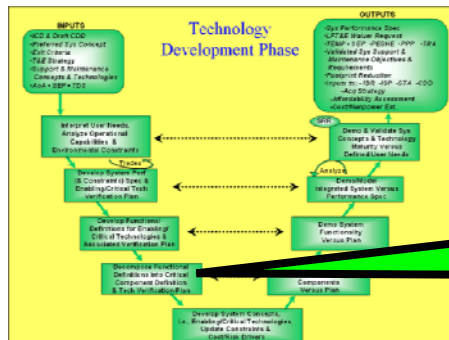 INPUTS
•ICD & Draft CDD
•Preferred Sys Concept
•Exit Criteria
•T&E Strategy
•Support & Maintenance
Concepts & Technologies
•AoA •SEP •TDS
Technology
Development Phase
OUTPUTS
•Sys Performance Spec
•LFT&E Waiver Request
•TEMP •SEP •PESHE •PPP •TRA
•Validated Sys Support &
Maintenance Objectives &
Requirements
•Footprint Reduction
•Inputs to: -IBR -ISP -STA -CDD
-Acq Strategy
-Affordability Assessment
-Cost/Manpower Est.
Interpret User Needs,
Analyze Operational
Capabilities &
Environmental Constraints
SRR
Demo & Validate Sys
Concepts & Technology
Maturity Versus
Defined User Needs
Trades
Develop System Perf
(& Constraints) Spec &
Enabling/Critical Tech
Verification Plan
Analyze
Demo/Model
Integrated System Versus
Performance Spec
Develop Functional
Definitions for Enabling/
Critical Technologies &
Associated Verification Plan
Demo System
Functionality
Versus Plan
Decompose Functional
Definitions into Critical
Component Definition
& Tech Verification Plan
Components
Versus Plan
Develop System Concepts,
i.e., Enabling/Critical Technologies,
Update Constraints &
Cost/Risk Drivers